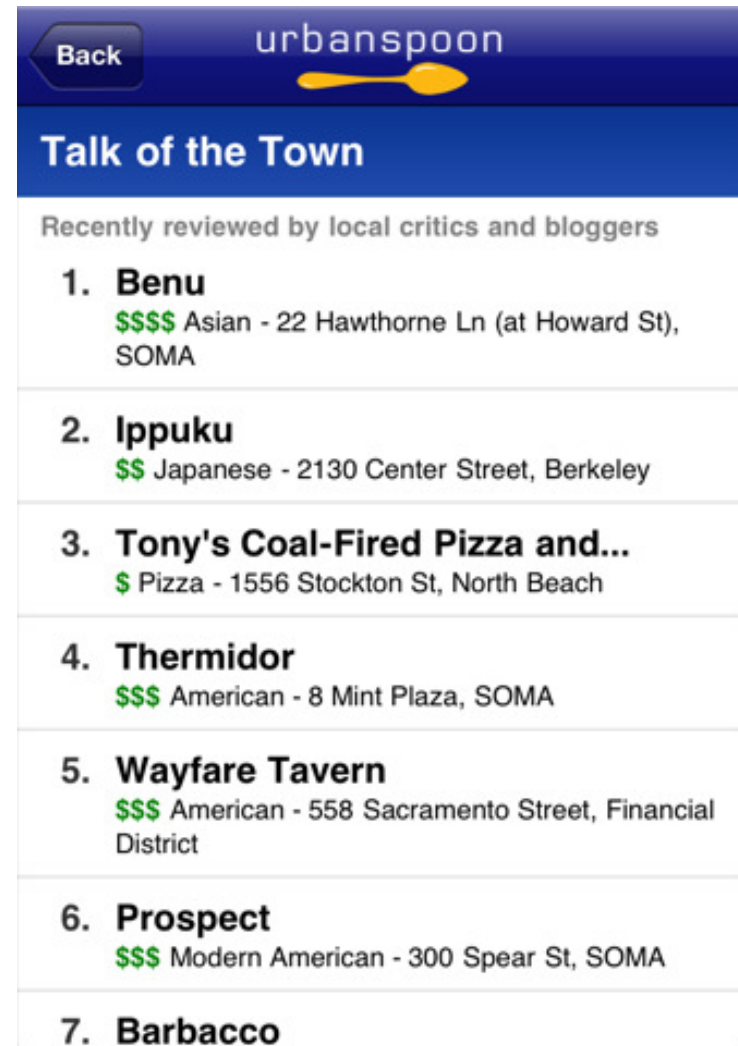 Back
urbanspoon
Talk of the Town
Recently reviewed by local critics and bloggers
1. Benu
$$$$ Asian - 22 Hawthorne Ln (at Howard St),
SOMA
2. Ippuku
$$ Japanese - 2130 Center Street, Berkeley
3. Tony's Coal-Fired Pizza and...
$ Pizza - 1556 Stockton St, North Beach
4. Thermidor
$$$ American - 8 Mint Plaza, SOMA
5. Wayfare Tavern
$$$ American - 558 Sacramento Street, Financial
District
6. Prospect
$$$ Modern American - 300 Spear St, SOMA
7. Barbacco